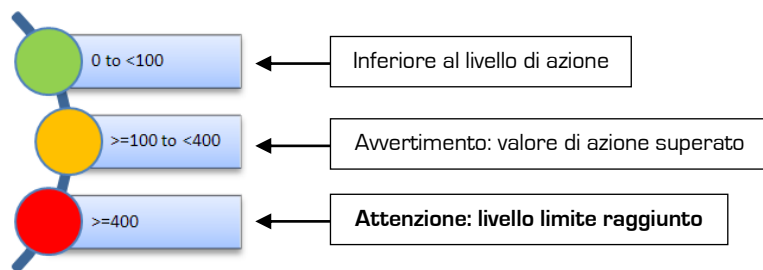 0 to <100
Inferiore al livello di azione
>=100 to <400
Avvertimento: valore di azione superato
>=400
Attenzione: livello limite raggiunto